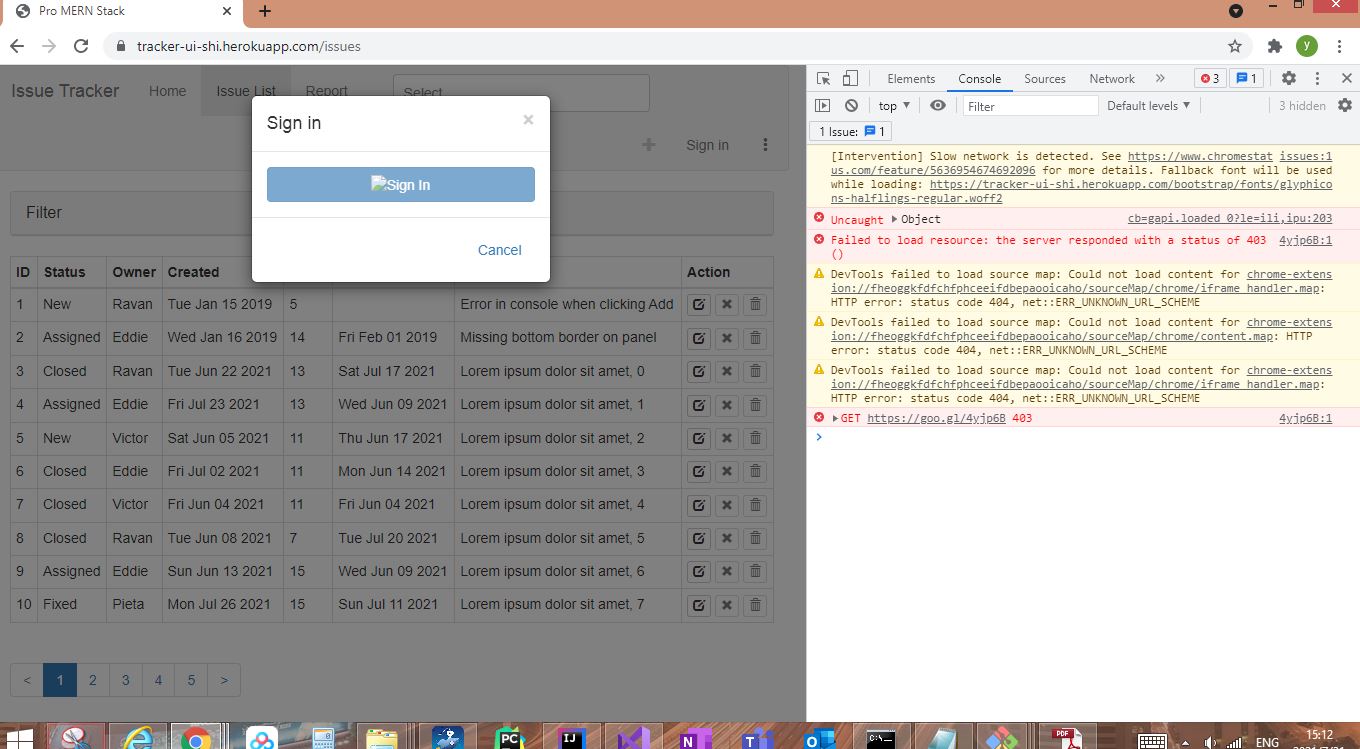 Pro MERN Stack
tracker-ui-shi.herokuapp.com/issues
y
Issue Tracker Home Issue List Report Select
Sign in
Sign in ×
Sign In
Cancel
Filter
ID Status Owner Created Action
1 New Ravan Tue Jan 15 2019 5 Error in console when clicking Add
2 Assigned Eddie Wed Jan 16 2019 14 Fri Feb 01 2019 Missing bottom border on panel
3 Closed Ravan Tue Jun 22 2021 13 Sat Jul 17 2021 Lorem ipsum dolor sit amet, 0
4 Assigned Eddie Fri Jul 23 2021 13 Wed Jun 09 2021 Lorem ipsum dolor sit amet, 1
5 New Victor Sat Jun 05 2021 11 Thu Jun 17 2021 Lorem ipsum dolor sit amet, 2
6 Closed Eddie Fri Jul 02 2021 11 Mon Jun 14 2021 Lorem ipsum dolor sit amet, 3
7 Closed Victor Fri Jun 04 2021 11 Fri Jun 04 2021 Lorem ipsum dolor sit amet, 4
8 Closed Ravan Tue Jun 08 2021 7 Tue Jul 20 2021 Lorem ipsum dolor sit amet, 5
9 Assigned Eddie Sun Jun 13 2021 15 Wed Jun 09 2021 Lorem ipsum dolor sit amet, 6
10 Fixed Pieta Mon Jul 26 2021 15 Sun Jul 11 2021 Lorem ipsum dolor sit amet, 7
< 1 2 3 4 5 >
Elements Console Sources Network » 3 1
top ▼ Filter Default levels ▼ 3 hidden
1 Issue: 1
[Intervention] Slow network is detected. See https://www.chromestat issues:1
us.com/feature/5636954674692096 for more details. Fallback font will be used
while loading: https://tracker-ui-shi.herokuapp.com/bootstrap/fonts/glyphico
ns-halflings-regular.woff2
Uncaught ▶ Object cb=gapi.loaded_0?le=ili,ipu:203
Failed to load resource: the server responded with a status of 403 4yjp6B:1
()
DevTools failed to load source map: Could not load content for chrome-extens
ion://fheoggkfdfchfphceeifdbepaooicaho/sourceMap/chrome/iframe_handler.map:
HTTP error: status code 404, net::ERR_UNKNOWN_URL_SCHEME
DevTools failed to load source map: Could not load content for chrome-extens
ion://fheoggkfdfchfphceeifdbepaooicaho/sourceMap/chrome/content.map: HTTP
error: status code 404, net::ERR_UNKNOWN_URL_SCHEME
DevTools failed to load source map: Could not load content for chrome-extens
ion://fheoggkfdfchfphceeifdbepaooicaho/sourceMap/chrome/iframe_handler.map:
HTTP error: status code 404, net::ERR_UNKNOWN_URL_SCHEME
▶ GET https://goo.gl/4yjp6B 403 4yjp6B:1
PC IJ N T O C:\ PDF
ENG 15:12